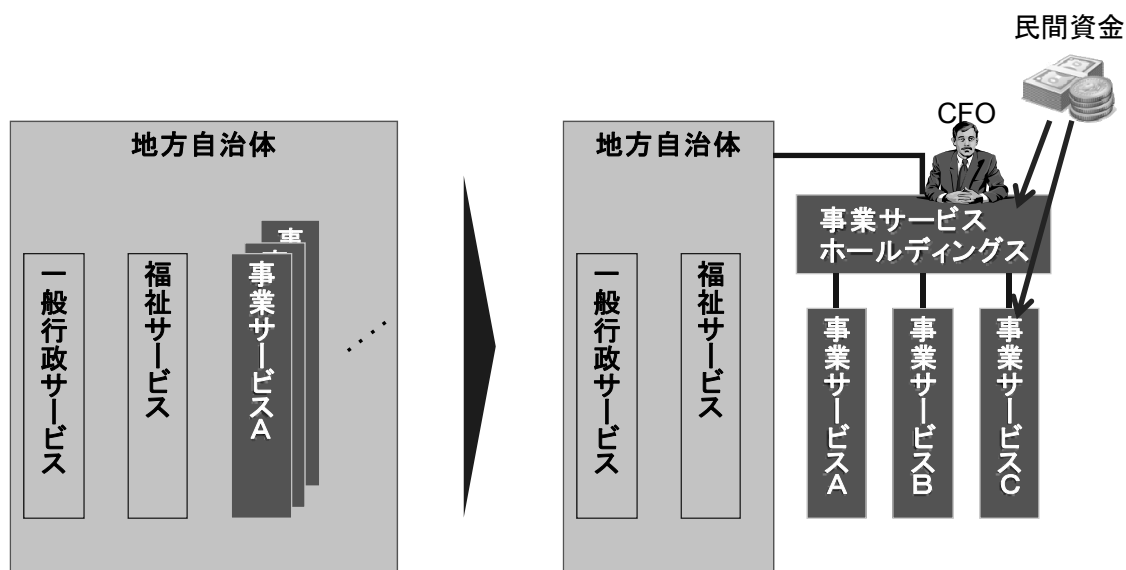 民間資金
CFO
地方自治体
一般行政サービス
福祉サービス
事業サービスA
事
地方自治体
一般行政サービス
福祉サービス
事業サービス
ホールディングス
事業サービスA
事業サービスB
事業サービスC